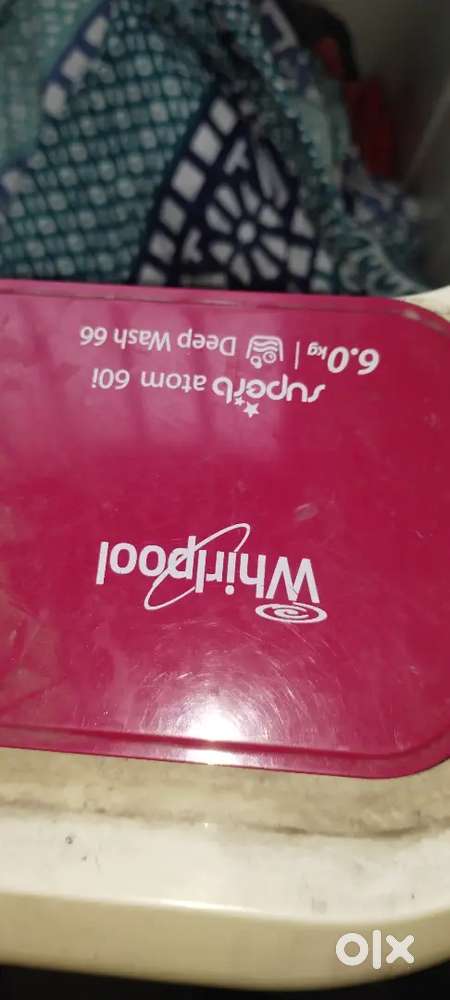 Whirlpool
superb atom 60i
6.0kg | Deep Wash 66
olx